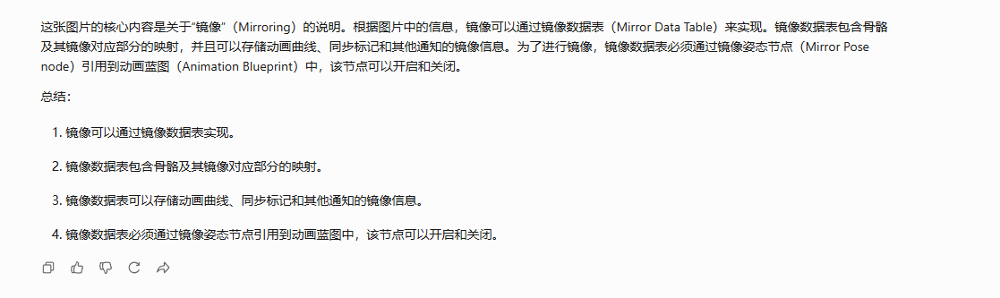 这张图片的核心内容是关于“镜像”（Mirroring）的说明。根据图片中的信息，镜像可以通过镜像数据表（Mirror Data Table）来实现。镜像数据表包含骨骼
及其镜像对应部分的映射，并且可以存储动画曲线、同步标记和其他通知的镜像信息。为了进行镜像，镜像数据表必须通过镜像姿态节点（Mirror Pose
node）引用到动画蓝图（Animation Blueprint）中，该节点可以开启和关闭。
总结：
1. 镜像可以通过镜像数据表实现。
2. 镜像数据表包含骨骼及其镜像对应部分的映射。
3. 镜像数据表可以存储动画曲线、同步标记和其他通知的镜像信息。
4. 镜像数据表必须通过镜像姿态节点引用到动画蓝图中，该节点可以开启和关闭。